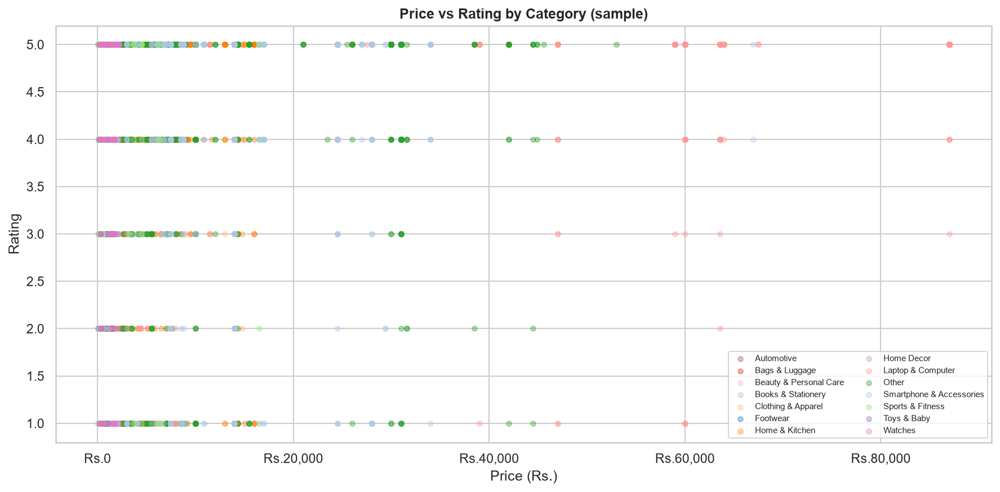 Price vs Rating by Category (sample)
5.0
4.5
4.0
3.5
3.0
2.5
2.0
1.5
1.0
Rating
Rs.0
Rs.20,000
Rs.40,000
Rs.60,000
Rs.80,000
Price (Rs.)
Automotive
Bags & Luggage
Beauty & Personal Care
Books & Stationery
Clothing & Apparel
Footwear
Home & Kitchen
Home Decor
Laptop & Computer
Other
Smartphone & Accessories
Sports & Fitness
Toys & Baby
Watches